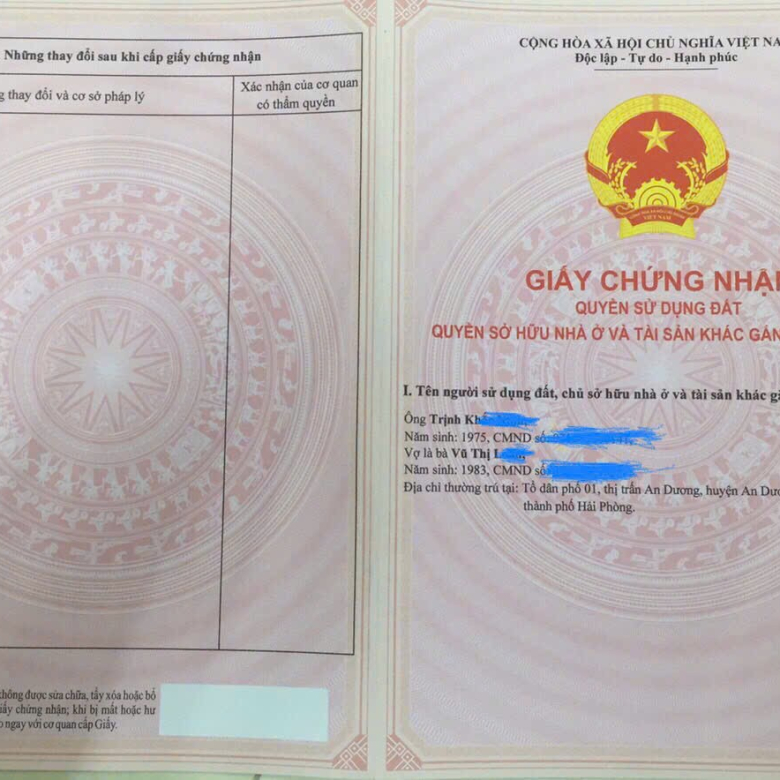 Những thay đổi sau khi cấp giấy chứng nhận
thay đổi và cơ sở pháp lý
Xác nhận của cơ quan
có thẩm quyền
không được sửa chữa, tẩy xóa hoặc bổ
chứng nhận; khi bị mất hoặc hư
ngay với cơ quan cấp Giấy.
CỘNG HÒA XÃ HỘI CHỦ NGHĨA VIỆT NA
Độc lập - Tự do - Hạnh phúc
VIỆT NAM
GIẤY CHỨNG NHẬ
QUYỀN SỬ DỤNG ĐẤT
QUYỀN SỞ HỮU NHÀ Ở VÀ TÀI SẢN KHÁC GẮN
I. Tên người sử dụng đất, chủ sở hữu nhà ở và tài sản khác g
Ông Trịnh
Năm sinh: 1975, CMND số
Vợ là bà Vũ Thị
Năm sinh: 1983, CMND số
Địa chỉ thường trú tại: Tổ dân phố 01, thị trấn An Dương, huyện An Dươ
thành phố Hải Phòng.